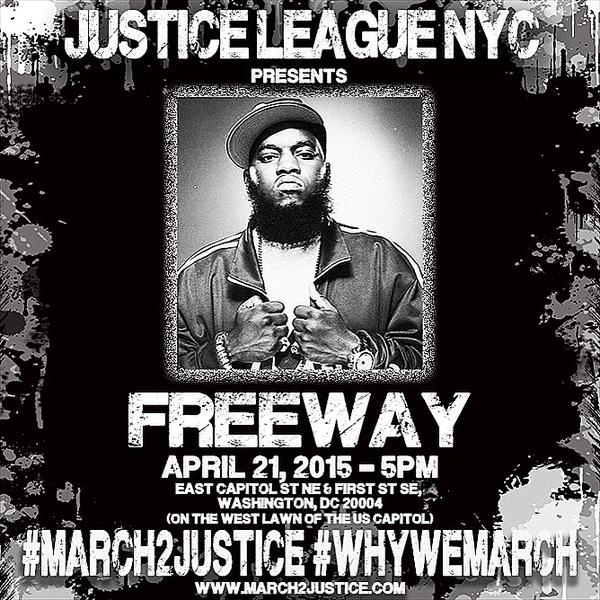 JUSTICE LEAGUE NYC
PRESENTS
FREEWAY
APRIL 21, 2015 – 5PM
EAST CAPITOL ST NE & FIRST ST SE,
WASHINGTON, DC 20004
(ON THE WEST LAWN OF THE US CAPITOL)
#MARCH2JUSTICE #WHYWEMARCH
WWW.MARCH2JUSTICE.COM